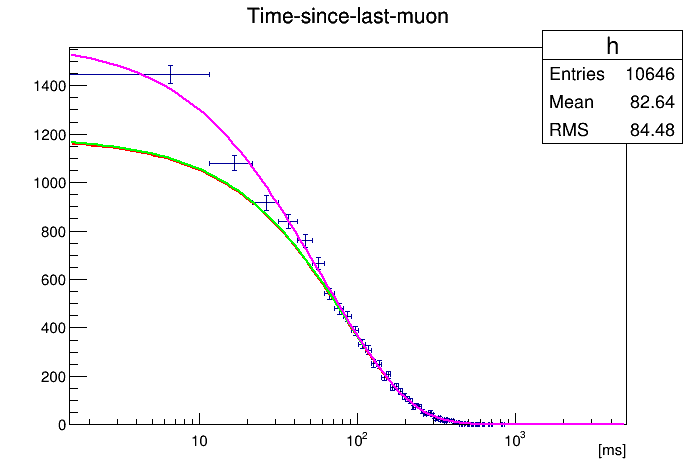 Time-since-last-muon
h
Entries 10646
Mean 82.64
RMS 84.48
1400
1200
1000
800
600
400
200
0
10 10² 10³
[ms]